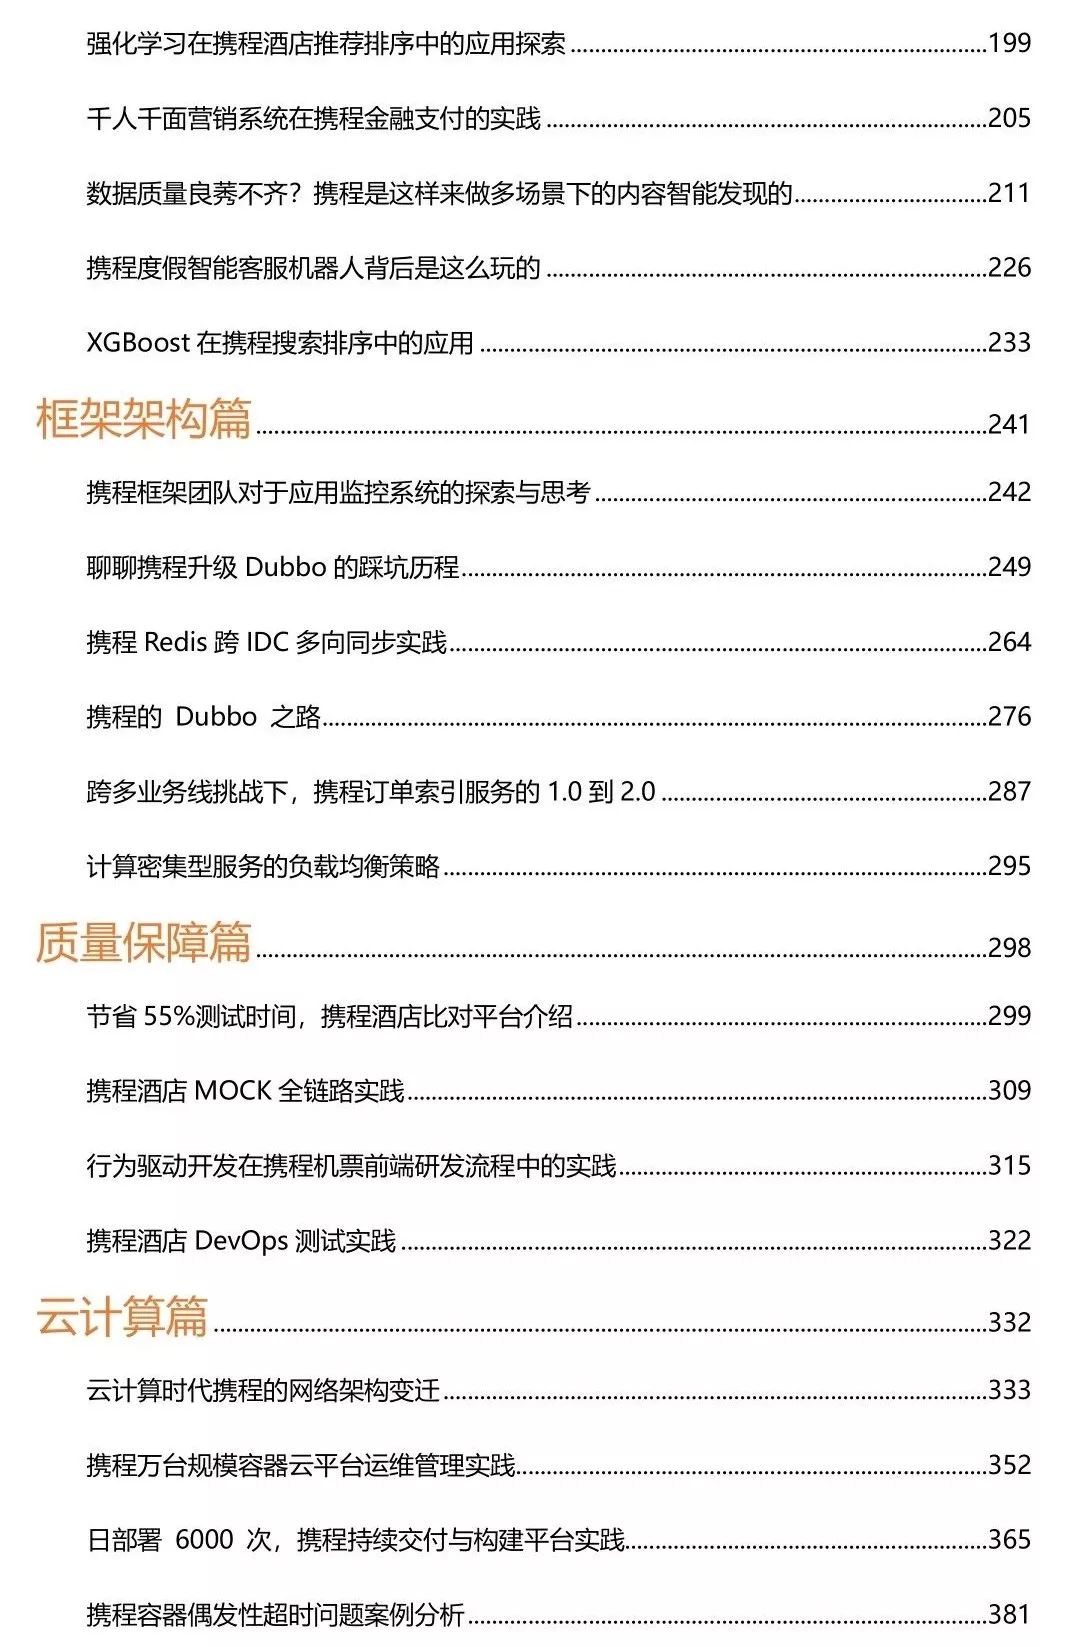 强化学习在携程酒店推荐排序中的应用探索......199
千人千面营销系统在携程金融支付的实践......205
数据质量良莠不齐？携程是这样来做多场景下的内容智能发现的......211
携程度假智能客服机器人背后是这么玩的......226
XGBoost 在携程搜索排序中的应用......233
框架架构篇......241
携程框架团队对于应用监控系统的探索与思考......242
聊聊携程升级 Dubbo 的踩坑历程......249
携程 Redis 跨 IDC 多向同步实践......264
携程的 Dubbo 之路......276
跨多业务线挑战下，携程订单索引服务的 1.0 到 2.0......287
计算密集型服务的负载均衡策略......295
质量保障篇......298
节省 55%测试时间，携程酒店比对平台介绍......299
携程酒店 MOCK 全链路实践......309
行为驱动开发在携程机票前端研发流程中的实践......315
携程酒店 DevOps 测试实践......322
云计算篇......332
云计算时代携程的网络架构变迁......333
携程万台规模容器云平台运维管理实践......352
日部署 6000 次，携程持续交付与构建平台实践......365
携程容器偶发性超时问题案例分析......381